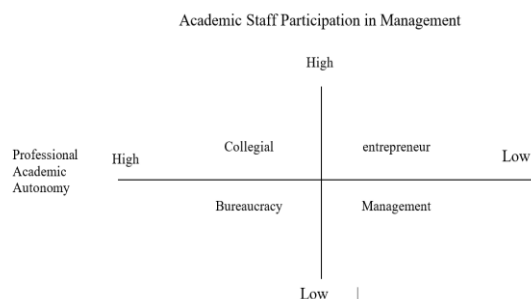 Academic Staff Participation in Management
High
Professional
Academic
Autonomy
High
Collegial
entrepreneur
Low
Bureaucracy
Management
Low